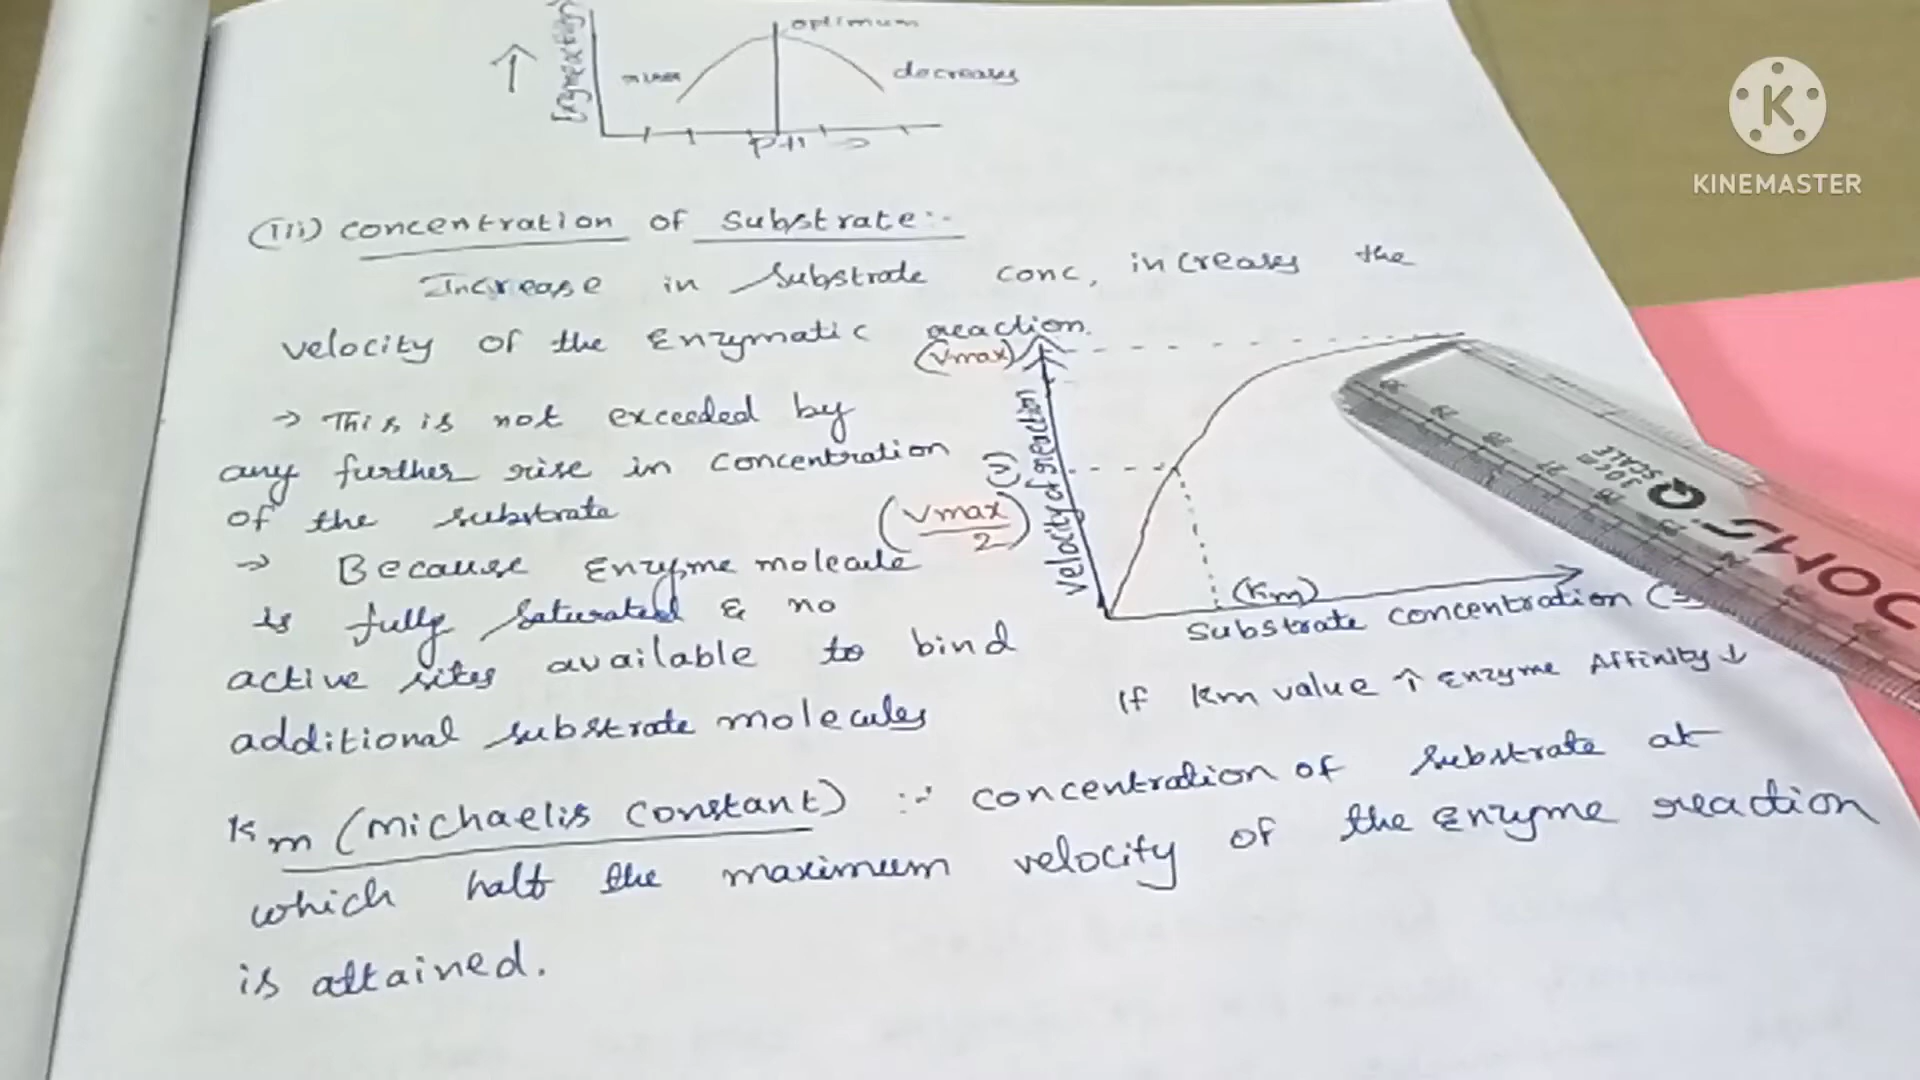 optimum
Enzyme activity
decreases
pH
K
KINEMASTER
(iii) concentration of substrate:-
Increase in substrate conc, increases the
velocity of the Enzymatic reaction.
(Vmax)
→ This is not exceeded by
any further rise in concentration
of the substrate
(Vmax/2)
velocity of reaction
(v)
→ Because Enzyme molecule
is fully saturated & no
active sites available to bind
additional substrate molecules
(Km)
Substrate concentration
If Km value ↑ Enzyme Affinity ↓
Km (Michaelis constant) :- concentration of substrate at
which half the maximum velocity of the enzyme reaction
is attained.
30cm
SCALE